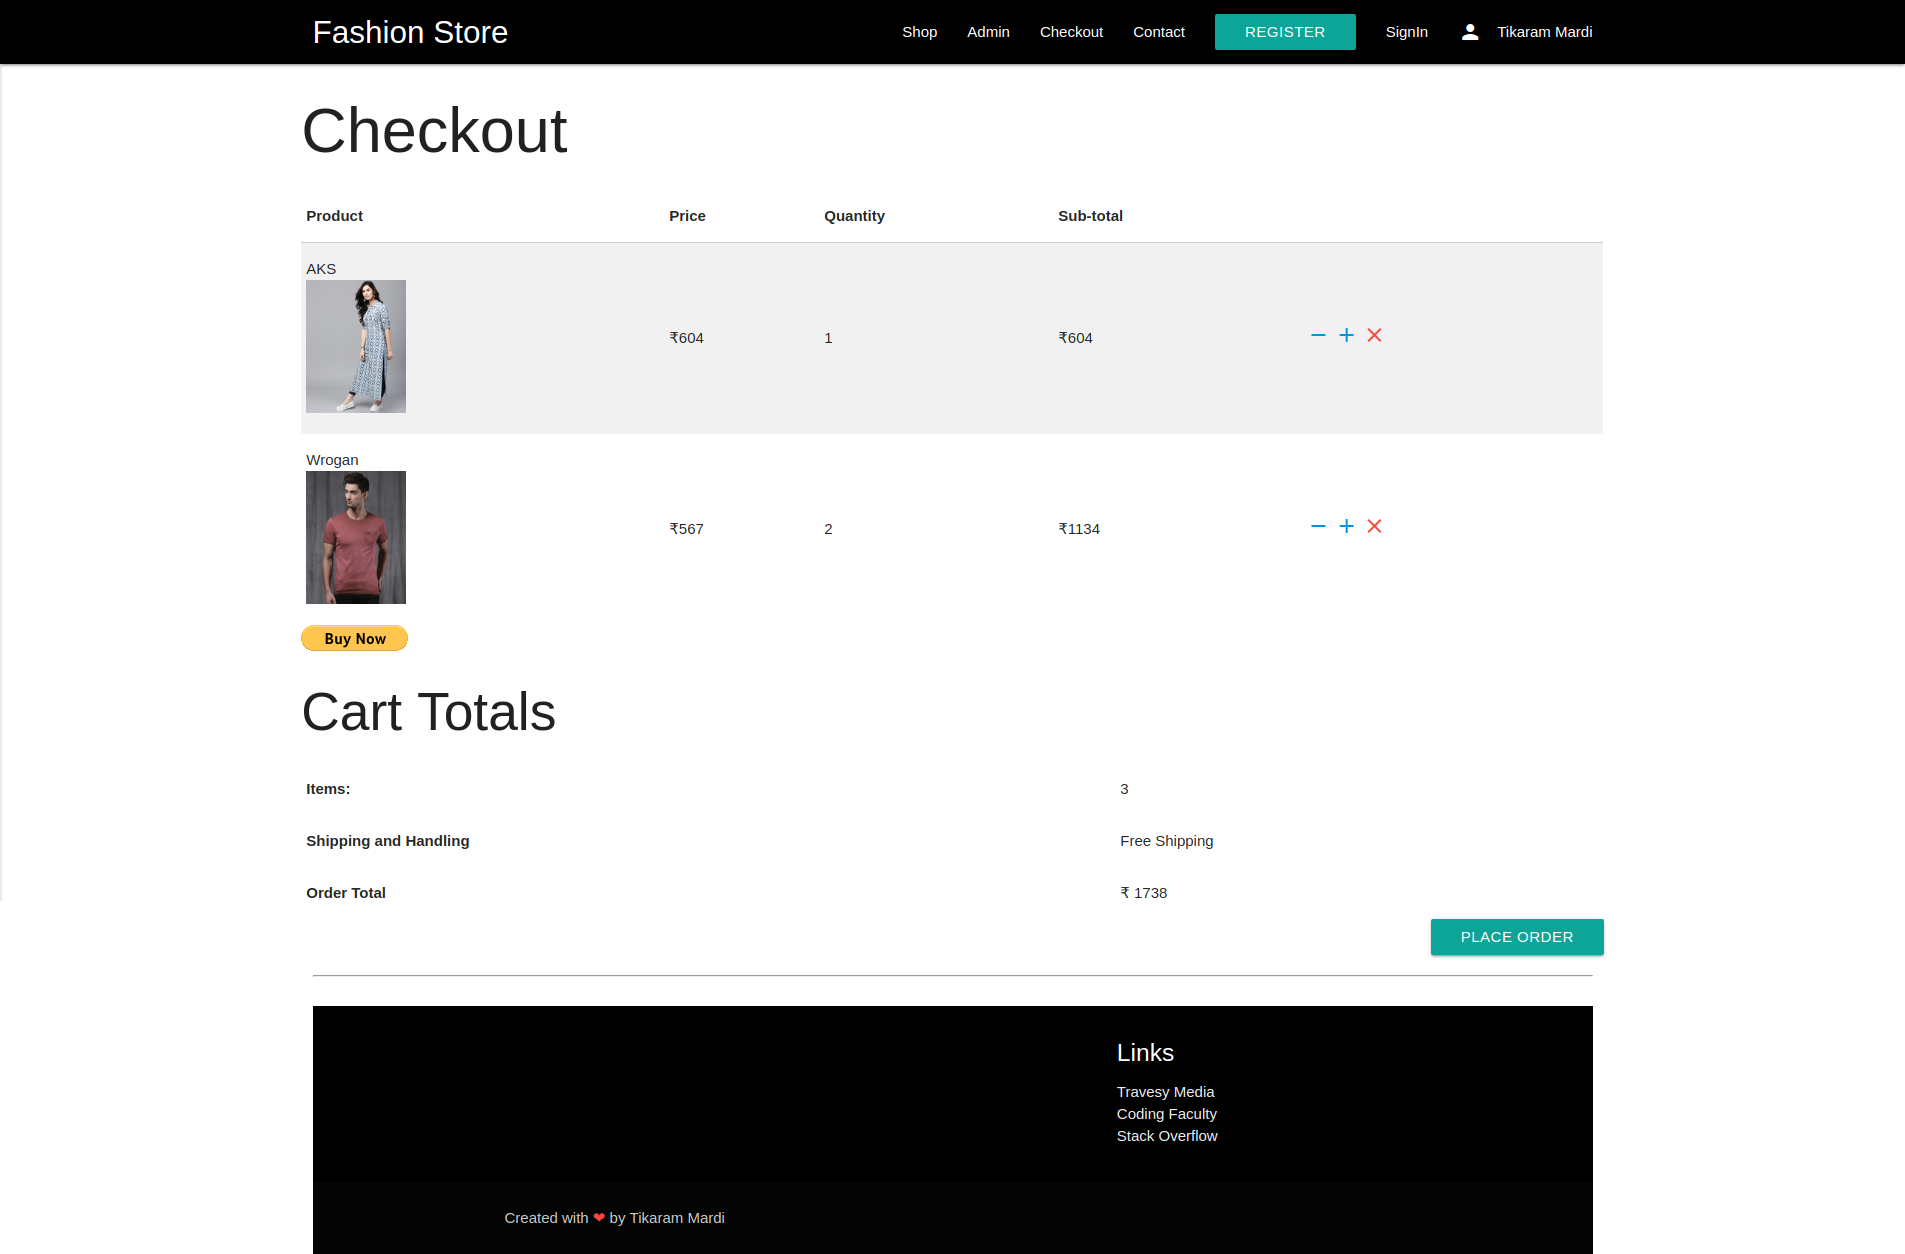 Fashion Store
Shop Admin Checkout Contact REGISTER SignIn Tikaram Mardi
Checkout
Product Price Quantity Sub-total
AKS
₹604 1 ₹604
Wrogan
₹567 2 ₹1134
Buy Now
Cart Totals
Items: 3
Shipping and Handling Free Shipping
Order Total ₹ 1738
PLACE ORDER
Links
Travesy Media
Coding Faculty
Stack Overflow
Created with ❤ by Tikaram Mardi